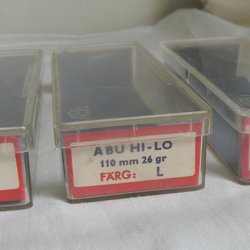 ABU HI-LO
110 mm 26 gr
FÄRG: L